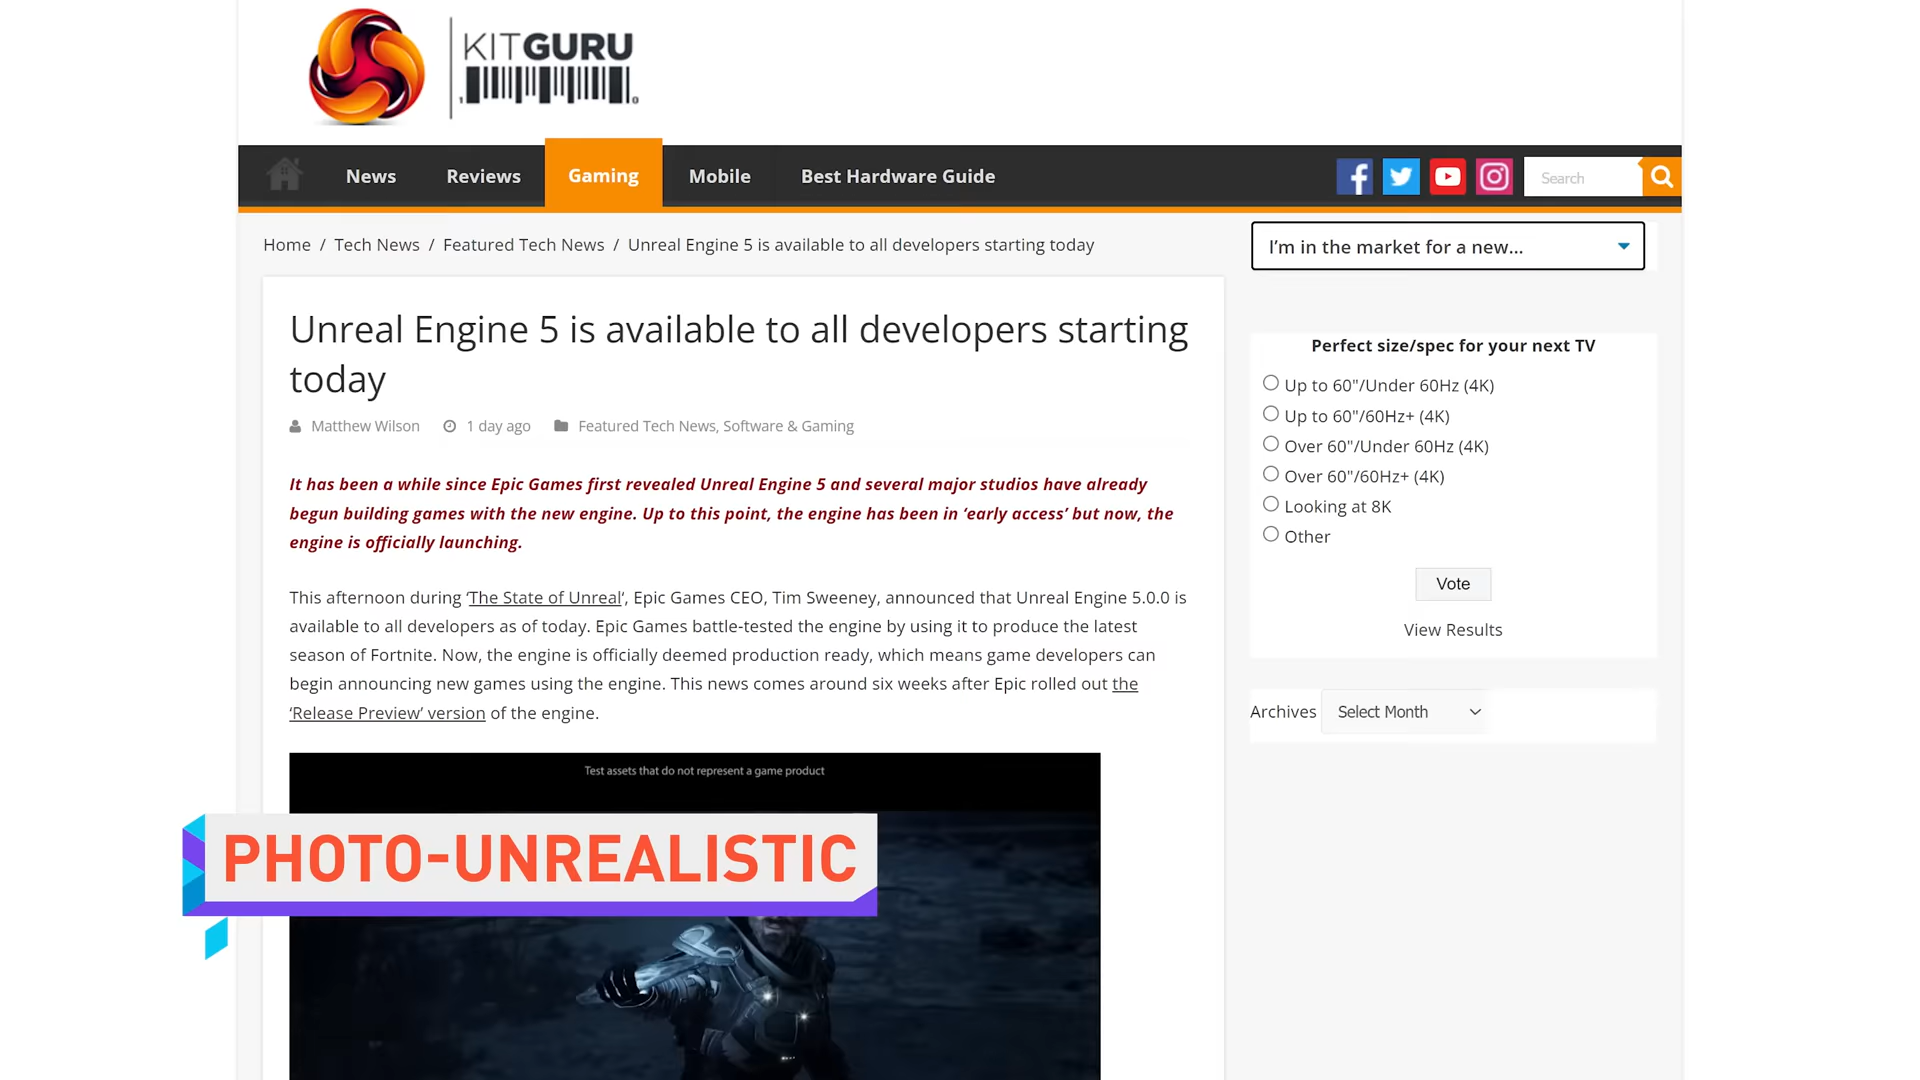 KITGURU
News
Reviews
Gaming
Mobile
Best Hardware Guide
Search
Home / Tech News / Featured Tech News / Unreal Engine 5 is available to all developers starting today
I'm in the market for a new...
Unreal Engine 5 is available to all developers starting
today
Matthew Wilson 1 day ago Featured Tech News, Software & Gaming
It has been a while since Epic Games first revealed Unreal Engine 5 and several major studios have already
begun building games with the new engine. Up to this point, the engine has been in ‘early access’ but now, the
engine is officially launching.
This afternoon during ‘The State of Unreal‘, Epic Games CEO, Tim Sweeney, announced that Unreal Engine 5.0.0 is
available to all developers as of today. Epic Games battle-tested the engine by using it to produce the latest
season of Fortnite. Now, the engine is officially deemed production ready, which means game developers can
begin announcing new games using the engine. This news comes around six weeks after Epic rolled out the
‘Release Preview’ version of the engine.
Test assets that do not represent a game product
PHOTO-UNREALISTIC
Perfect size/spec for your next TV
Up to 60"/Under 60Hz (4K)
Up to 60"/60Hz+ (4K)
Over 60"/Under 60Hz (4K)
Over 60"/60Hz+ (4K)
Looking at 8K
Other
Vote
View Results
Archives Select Month